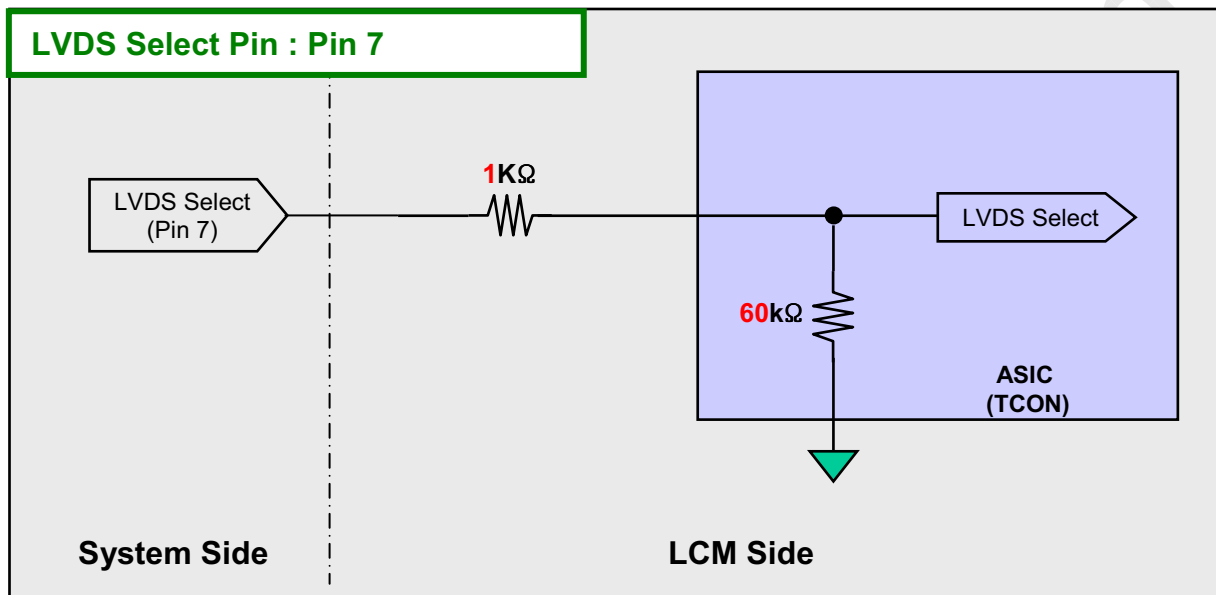 LVDS Select Pin : Pin 7
1KΩ
LVDS Select
(Pin 7)
LVDS Select
60kΩ
ASIC
(TCON)
System Side
LCM Side